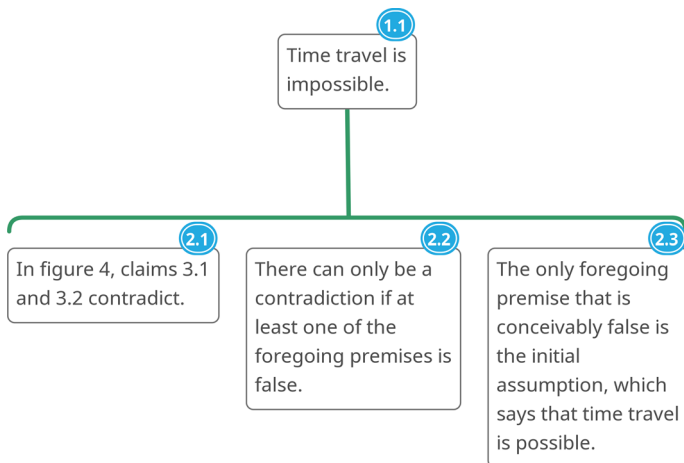 1.1
Time travel is
impossible.
2.1
In figure 4, claims 3.1
and 3.2 contradict.
2.2
There can only be a
contradiction if at
least one of the
foregoing premises is
false.
2.3
The only foregoing
premise that is
conceivably false is
the initial
assumption, which
says that time travel
is possible.